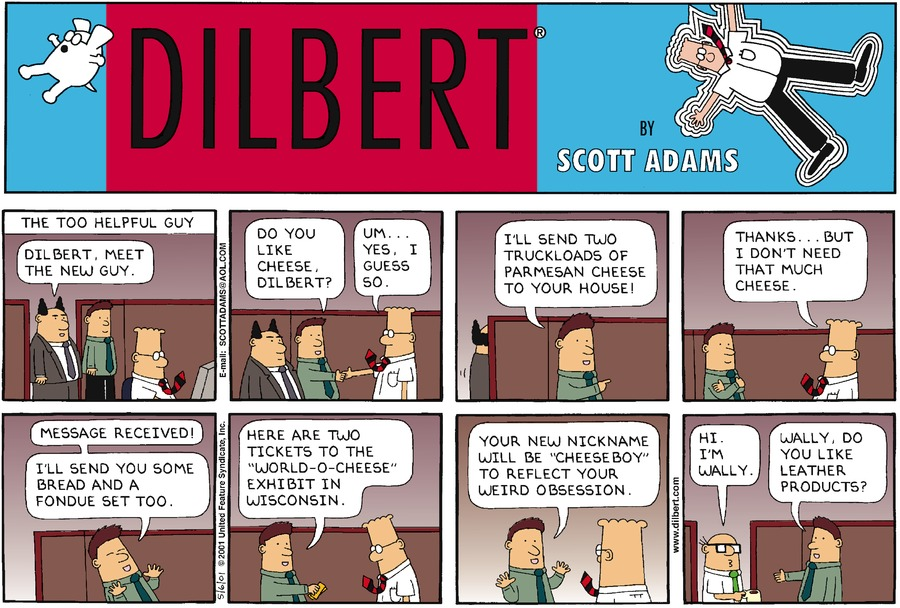 DILBERT®
BY
SCOTT ADAMS
THE TOO HELPFUL GUY
DILBERT, MEET
THE NEW GUY.
E-mail: SCOTTADAMS@AOL.COM
DO YOU
LIKE
CHEESE,
DILBERT?
UM...
YES, I
GUESS
SO.
I'LL SEND TWO
TRUCKLOADS OF
PARMESAN CHEESE
TO YOUR HOUSE!
THANKS...BUT
I DON'T NEED
THAT MUCH
CHEESE.
MESSAGE RECEIVED!
I'LL SEND YOU SOME
BREAD AND A
FONDUE SET TOO.
5/6/01 ©2001 United Feature Syndicate, Inc.
HERE ARE TWO
TICKETS TO THE
"WORLD-O-CHEESE"
EXHIBIT IN
WISCONSIN.
YOUR NEW NICKNAME
WILL BE "CHEESEBOY"
TO REFLECT YOUR
WEIRD OBSESSION.
www.dilbert.com
HI.
I'M
WALLY.
WALLY, DO
YOU LIKE
LEATHER
PRODUCTS?